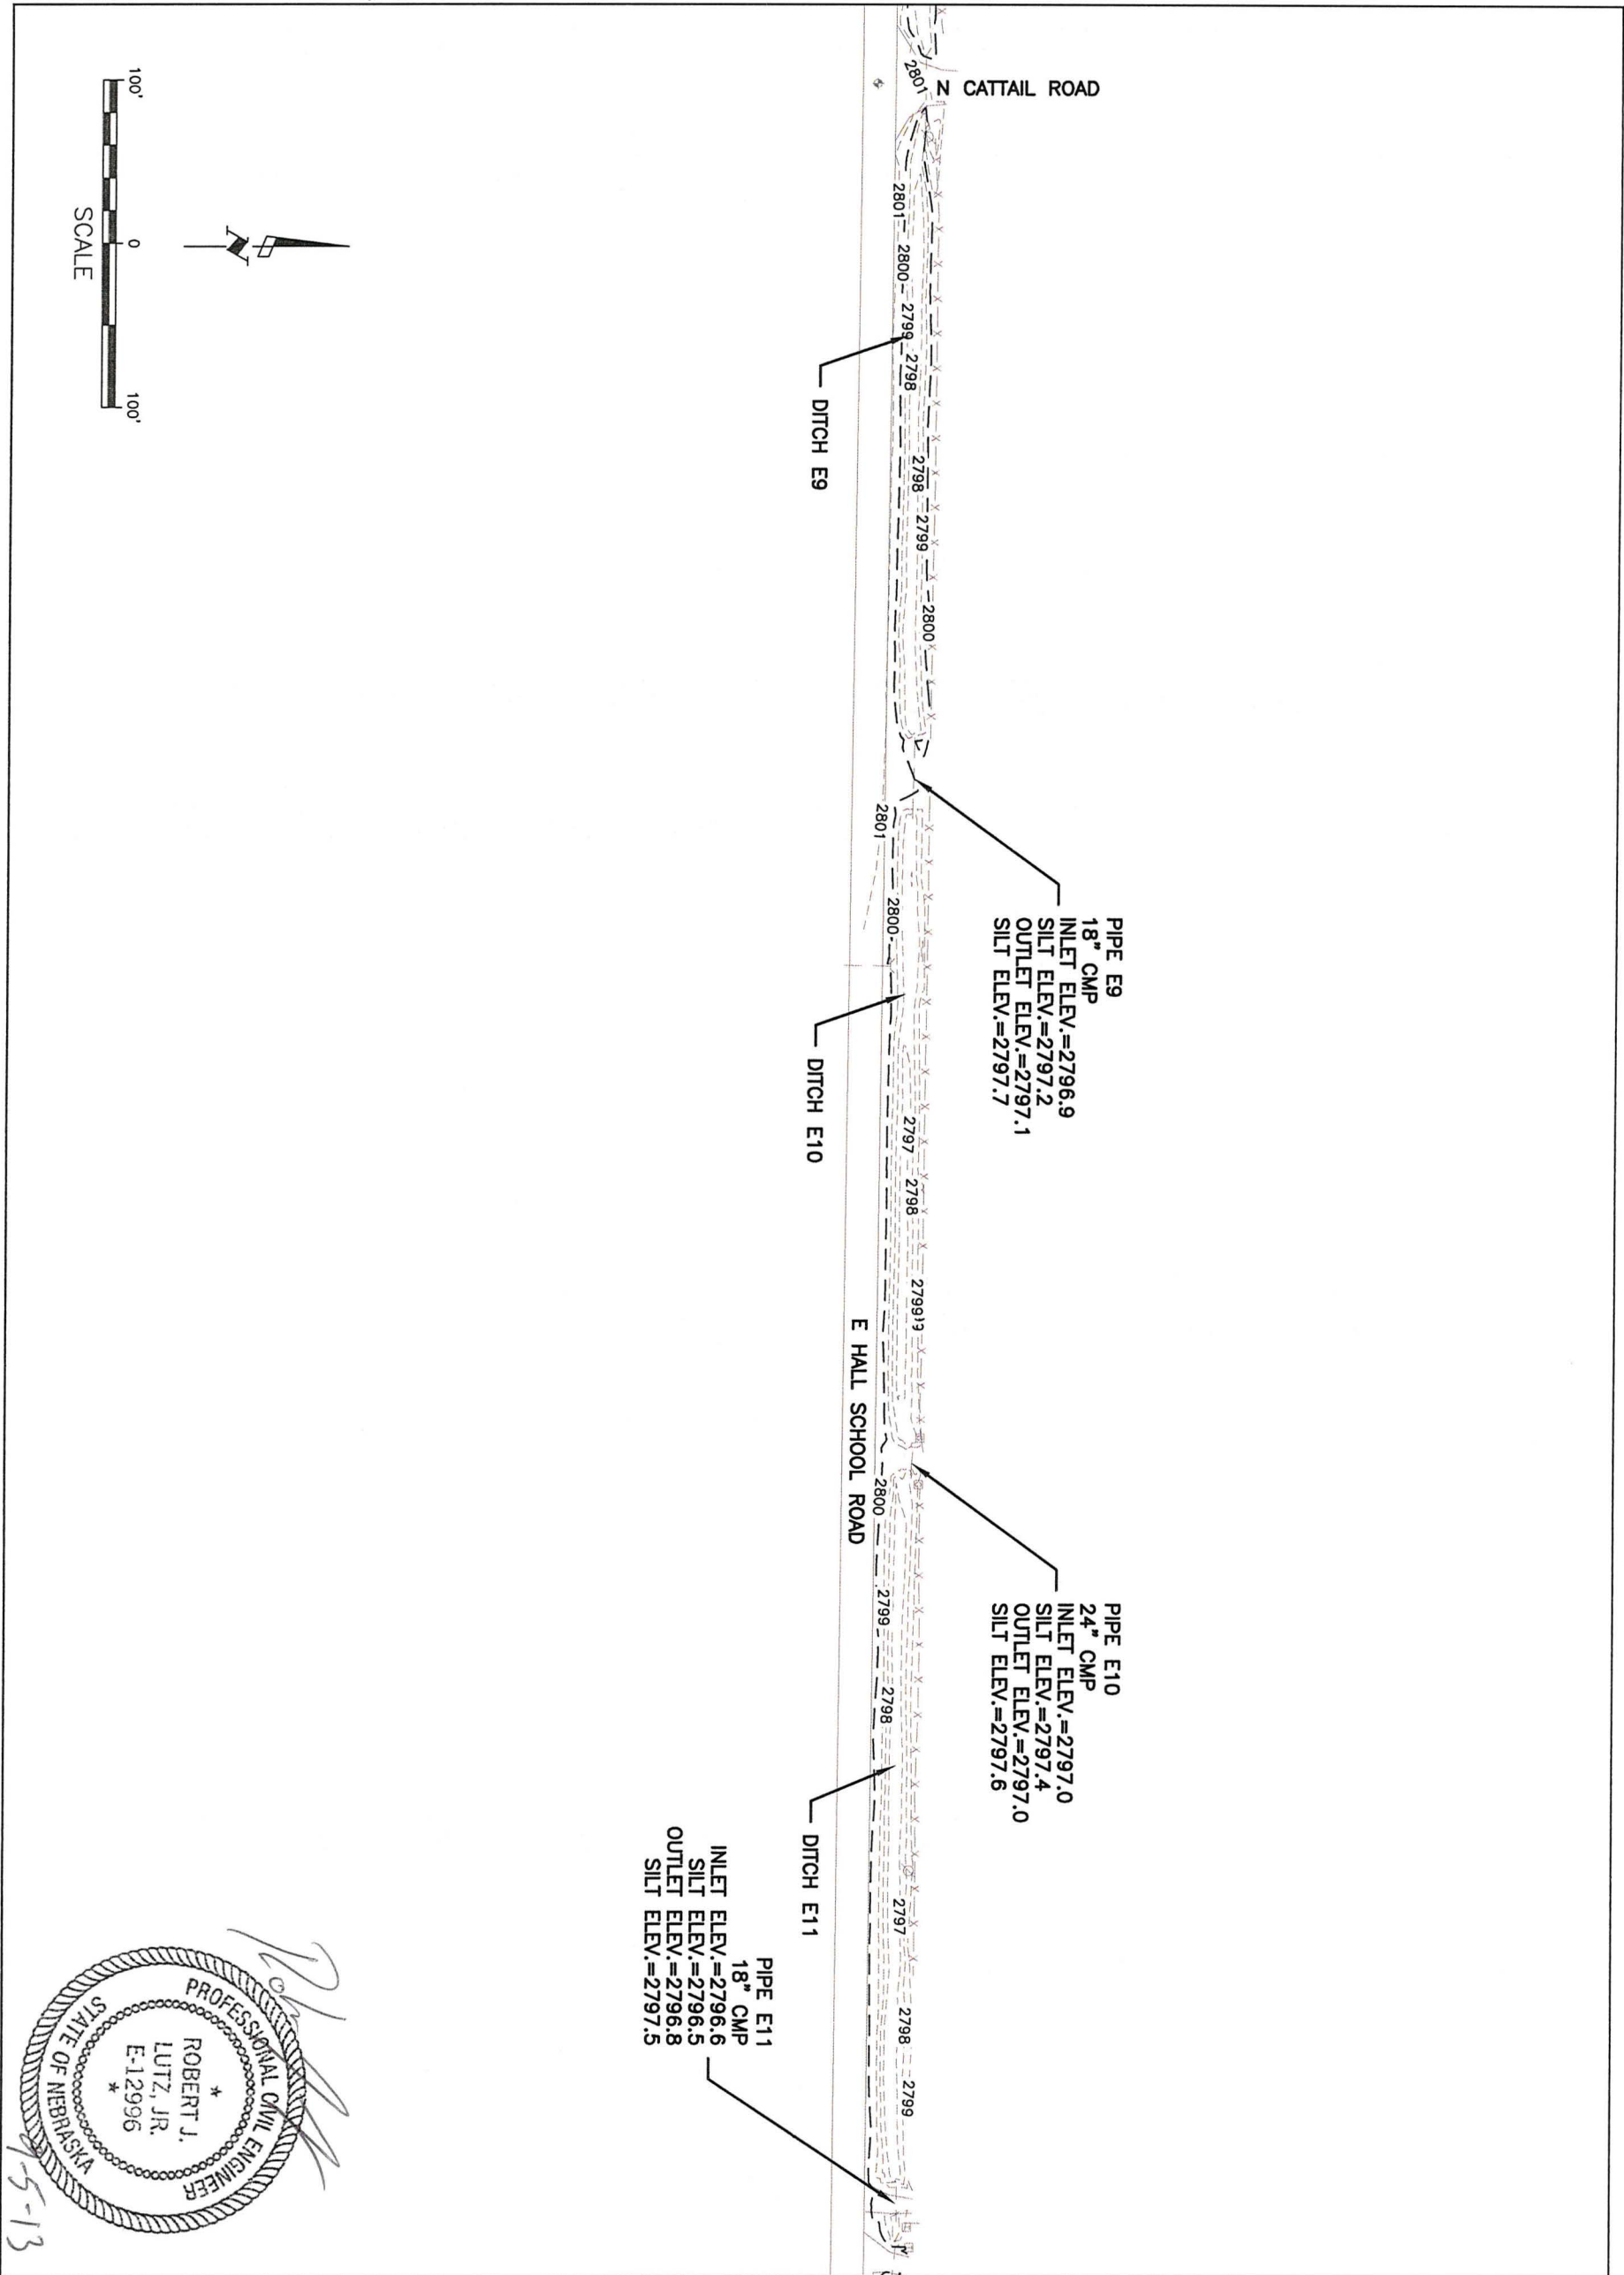 N CATTAIL ROAD
2801
2801
2800
2799
2798
2798
2799
2800
DITCH E9
PIPE E9
18" CMP
INLET ELEV.=2796.9
SILT ELEV.=2797.2
OUTLET ELEV.=2797.1
SILT ELEV.=2797.7
2801
2800
DITCH E10
2797
2798
2799
E HALL SCHOOL ROAD
PIPE E10
24" CMP
INLET ELEV.=2797.0
SILT ELEV.=2797.4
OUTLET ELEV.=2797.0
SILT ELEV.=2797.6
2800
2799
2798
DITCH E11
2797
2798
2799
PIPE E11
18" CMP
INLET ELEV.=2796.6
SILT ELEV.=2796.5
OUTLET ELEV.=2796.8
SILT ELEV.=2797.5
100'
0
100'
SCALE
N
PROFESSIONAL CIVIL ENGINEER
ROBERT J.
LUTZ, JR.
E-12996
STATE OF NEBRASKA